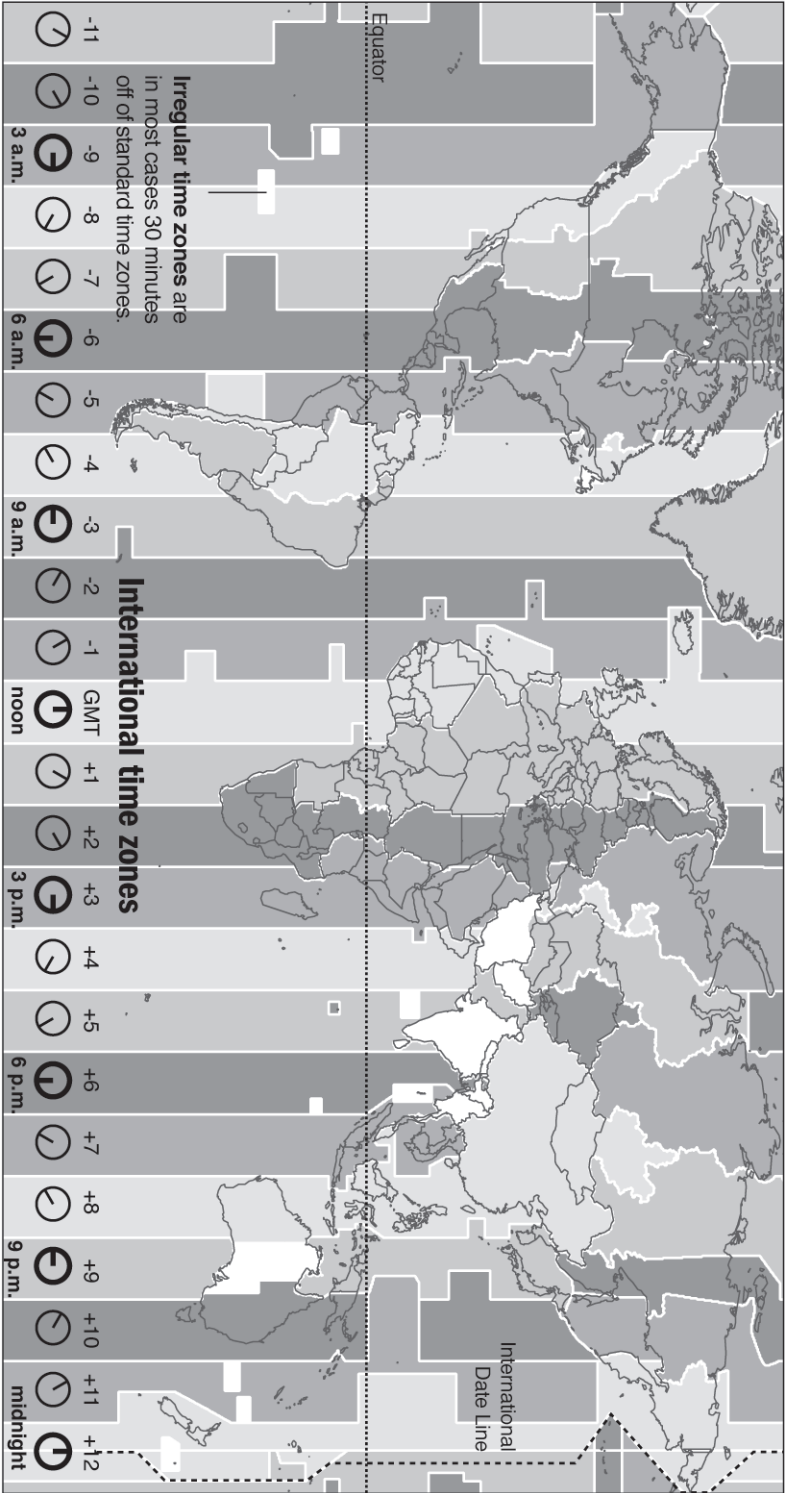 Equator
Irregular time zones are
in most cases 30 minutes
off of standard time zones.
International
Date Line
International time zones
-11
-10
-9
-8
-7
-6
-5
-4
-3
-2
-1
GMT
+1
+2
+3
+4
+5
+6
+7
+8
+9
+10
+11
+12
3 a.m.
6 a.m.
9 a.m.
noon
3 p.m.
6 p.m.
9 p.m.
midnight